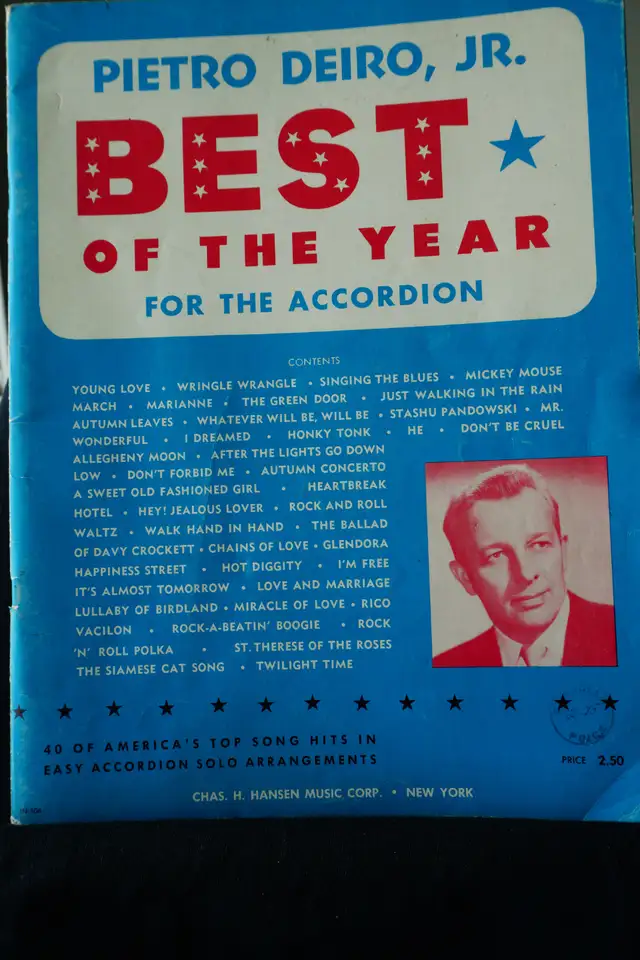 PIETRO DEIRO, JR.
BEST
OF THE YEAR
FOR THE ACCORDION
CONTENTS
YOUNG LOVE • WRINGLE WRANGLE • SINGING THE BLUES • MICKEY MOUSE
MARCH • MARIANNE • THE GREEN DOOR • JUST WALKING IN THE RAIN
AUTUMN LEAVES • WHATEVER WILL BE, WILL BE • STASHU PANDOWSKI • MR.
WONDERFUL • I DREAMED • HONKY TONK • HE • DON'T BE CRUEL
ALLEGHENY MOON • AFTER THE LIGHTS GO DOWN
LOW • DON'T FORBID ME • AUTUMN CONCERTO
A SWEET OLD FASHIONED GIRL • HEARTBREAK
HOTEL • HEY! JEALOUS LOVER • ROCK AND ROLL
WALTZ • WALK HAND IN HAND • THE BALLAD
OF DAVY CROCKETT • CHAINS OF LOVE • GLENDORA
HAPPINESS STREET • HOT DIGGITY • I'M FREE
IT'S ALMOST TOMORROW • LOVE AND MARRIAGE
LULLABY OF BIRDLAND • MIRACLE OF LOVE • RICO
VACILON • ROCK-A-BEATIN' BOOGIE • ROCK
'N' ROLL POLKA • ST. THERESE OF THE ROSES
THE SIAMESE CAT SONG • TWILIGHT TIME
40 OF AMERICA'S TOP SONG HITS IN
EASY ACCORDION SOLO ARRANGEMENTS
PRICE 2.50
CHAS. H. HANSEN MUSIC CORP. • NEW YORK